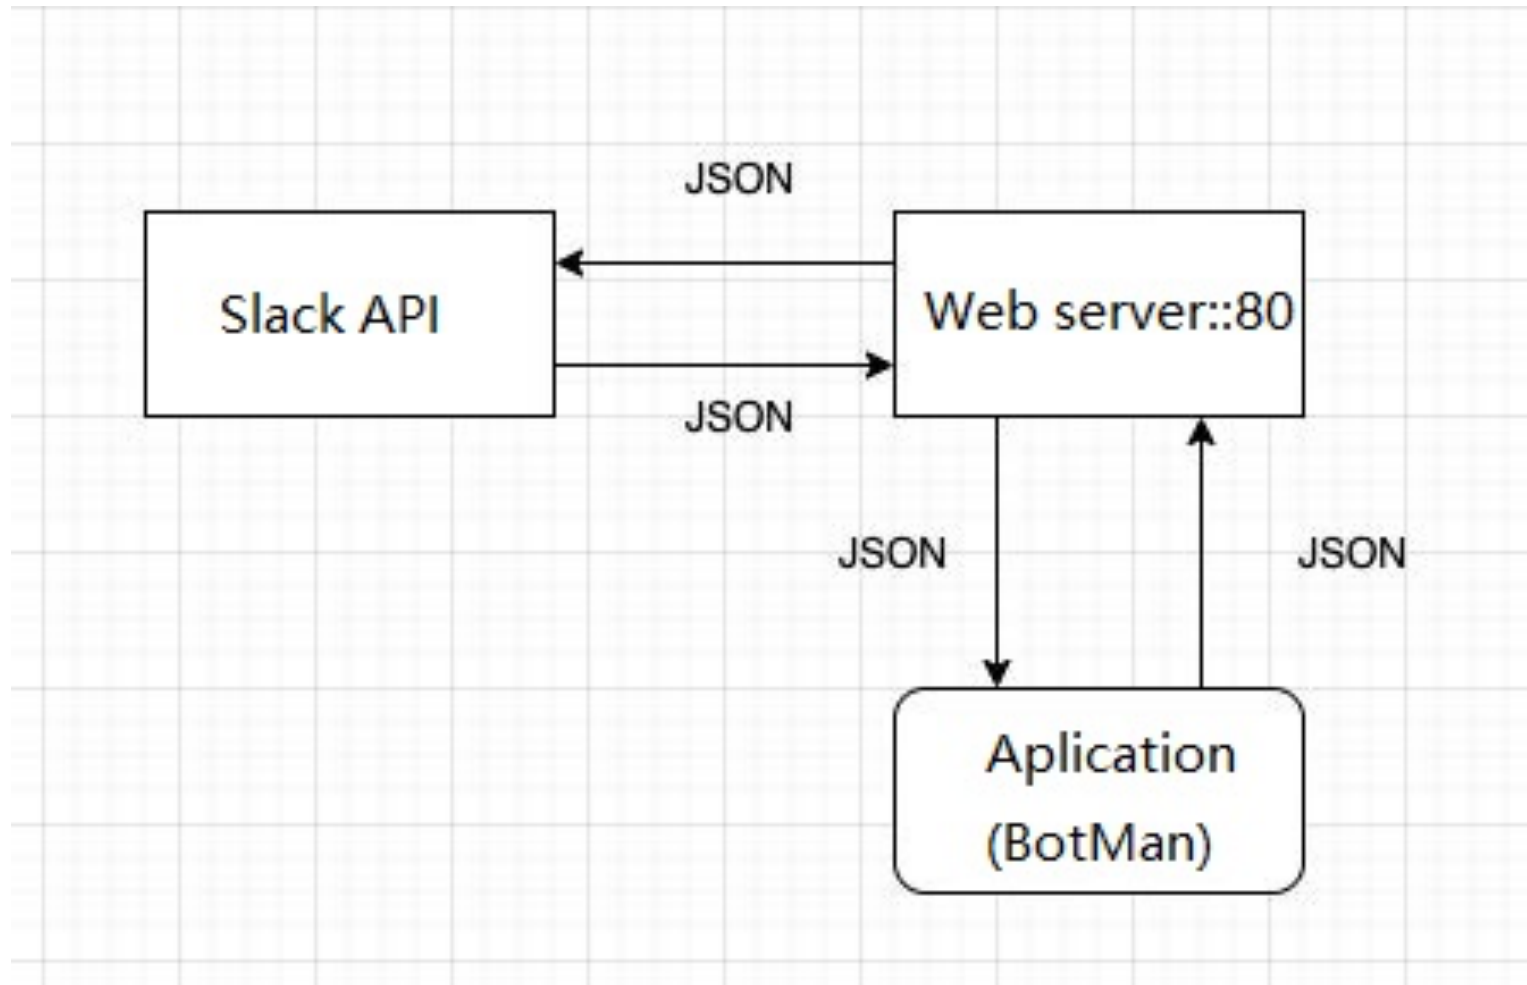 JSON
Slack API
Web server::80
JSON
JSON
JSON
Aplication
(BotMan)